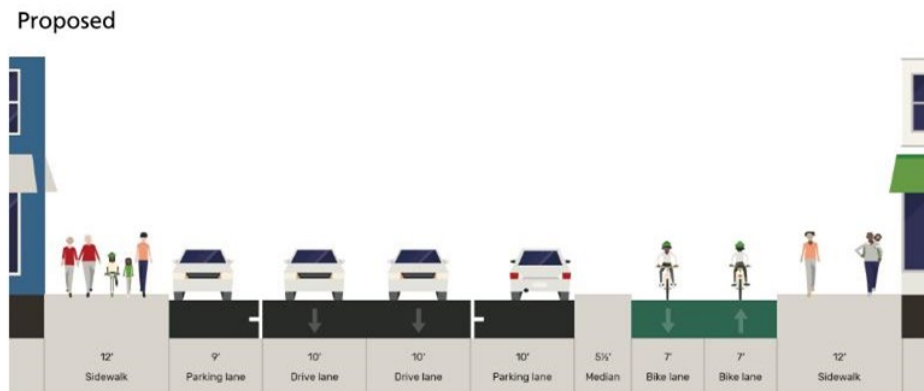 Proposed
12' 9' 10' 10' 10' 5½' 7' 7' 12'
Sidewalk Parking lane Drive lane Drive lane Parking lane Median Bike lane Bike lane Sidewalk